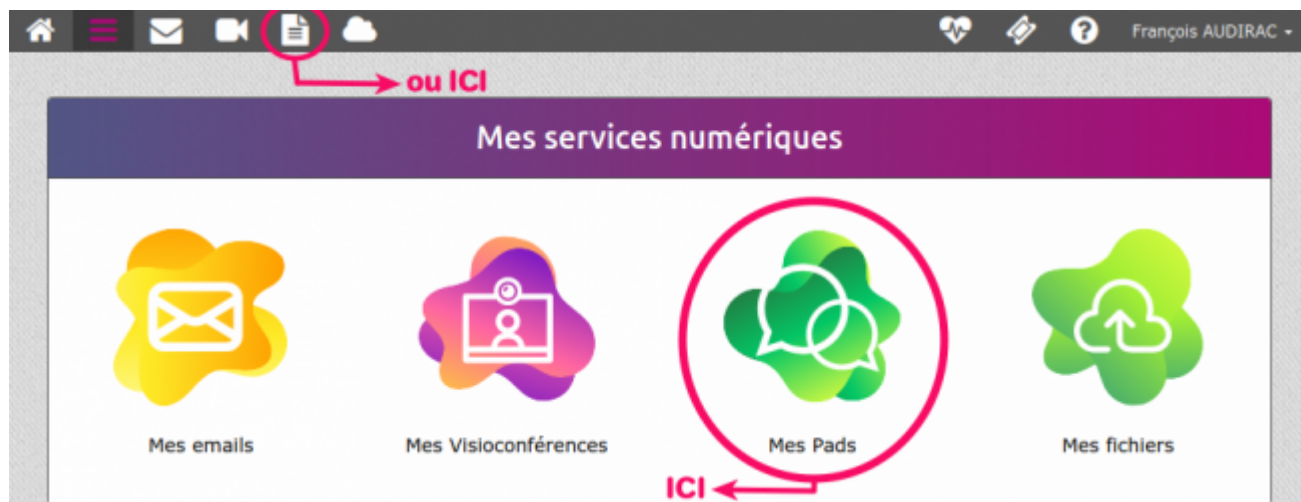 François AUDIRAC
ou ICI
Mes services numériques
Mes emails
Mes Visioconférences
Mes Pads
Mes fichiers
ICI